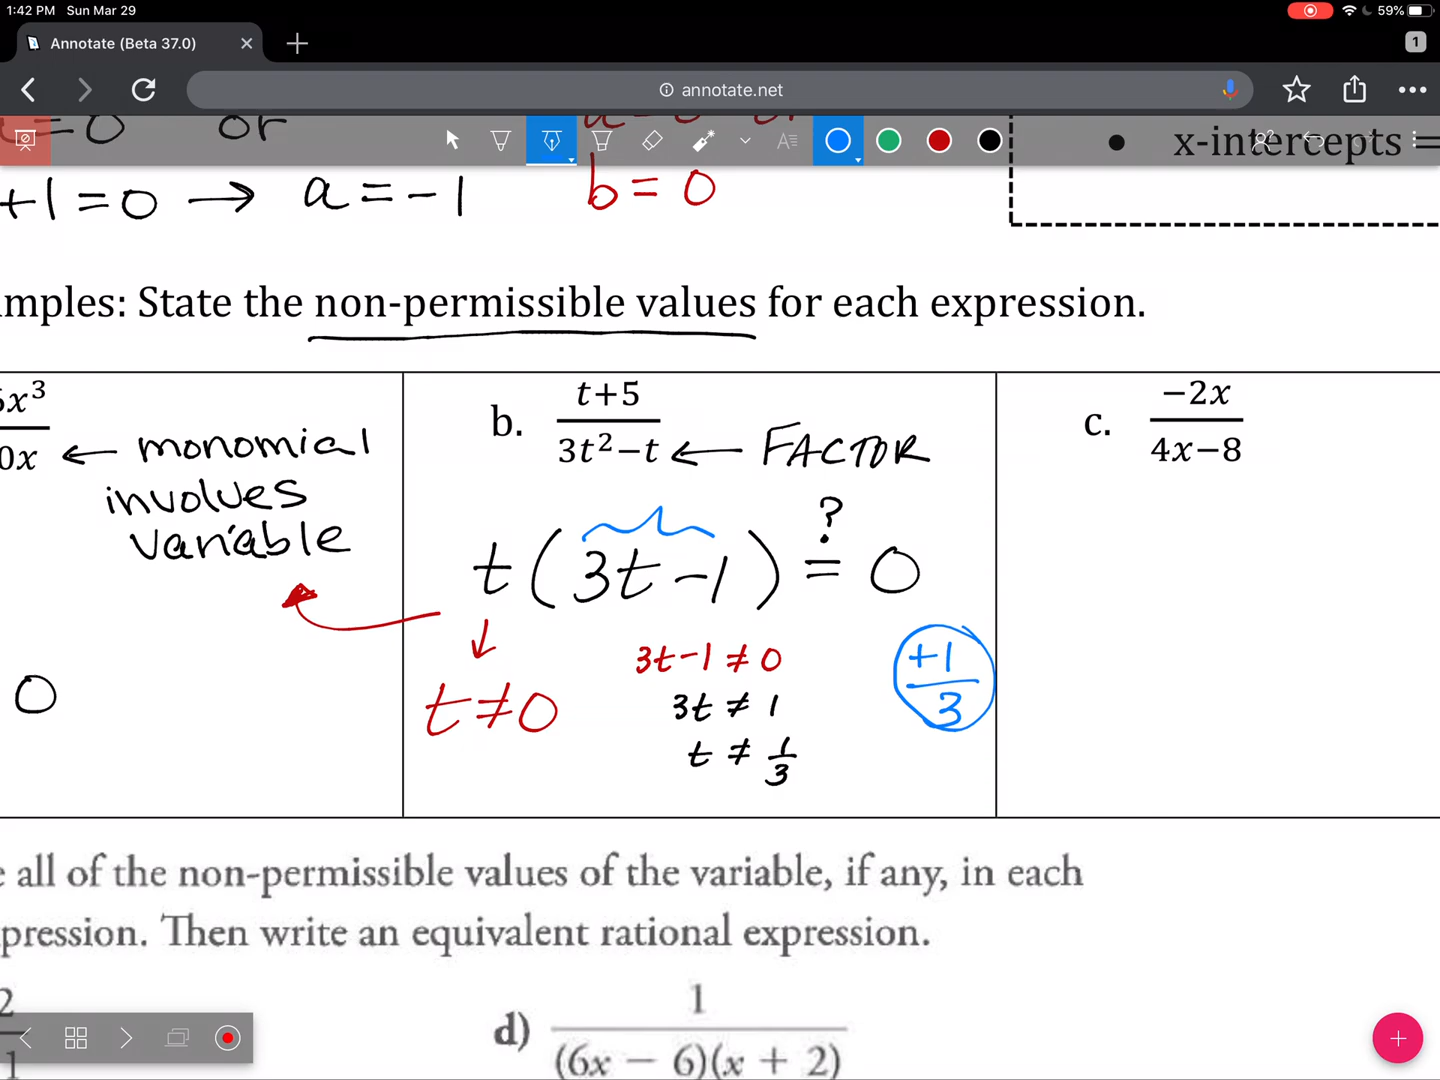 1:42 PM Sun Mar 29
59%
Annotate (Beta 37.0)
1
annotate.net
=0 or
+1=0 → a=-1
b=0
• x-intercepts =
mples: State the non-permissible values for each expression.
x³
0x ← monomial
involves
variable
0
b. t+5
3t²−t ← FACTOR
t(3t-1) = 0
?
t≠0
3t-1≠0
3t≠1
t≠1/3
+1
3
c. −2x
4x−8
all of the non-permissible values of the variable, if any, in each
pression. Then write an equivalent rational expression.
2
1
d) 1
(6x − 6)(x + 2)